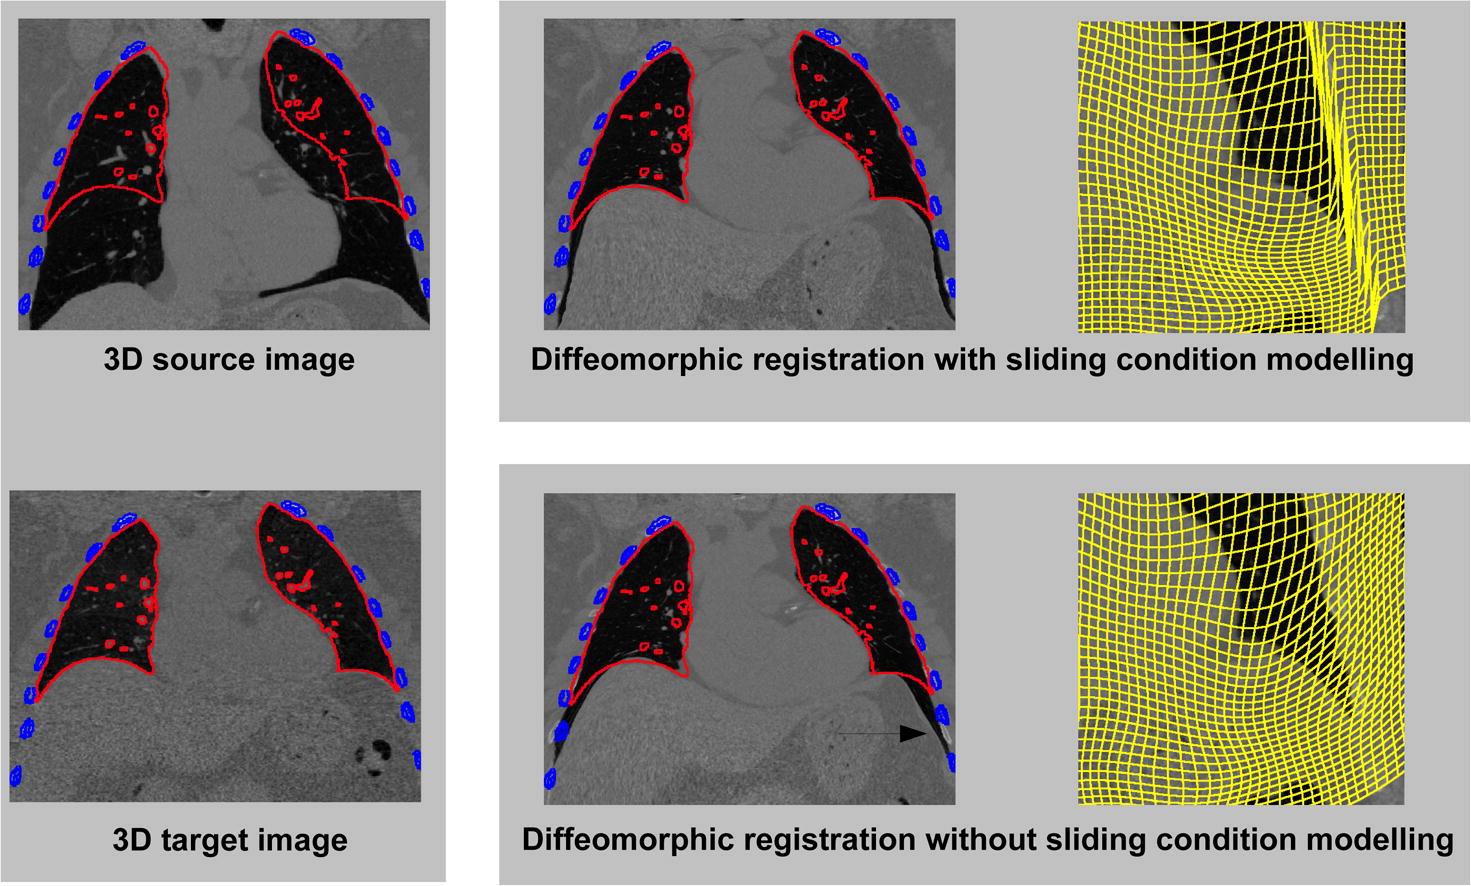 3D source image
Diffeomorphic registration with sliding condition modelling
3D target image
Diffeomorphic registration without sliding condition modelling